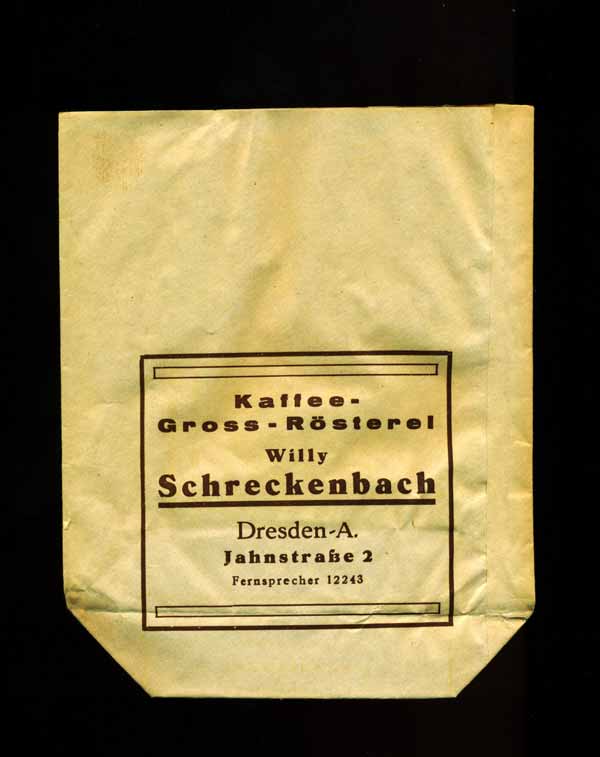 Kaffee-
Gross-Rösterei
Willy
Schreckenbach
Dresden-A.
Jahnstraße 2
Fernsprecher 12243